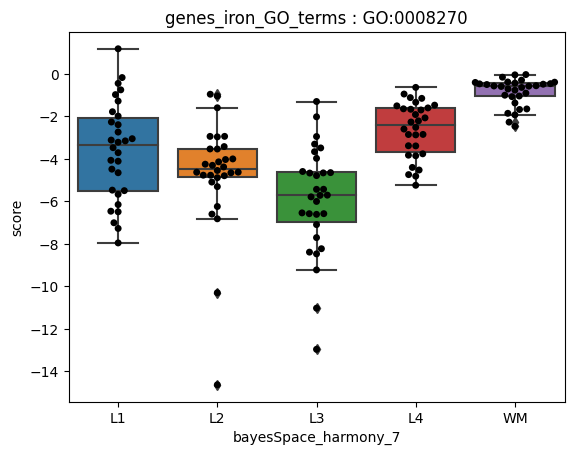 genes_iron_GO_terms : GO:0008270
score
0
−2
−4
−6
−8
−10
−12
−14
L1 L2 L3 L4 WM
bayesSpace_harmony_7